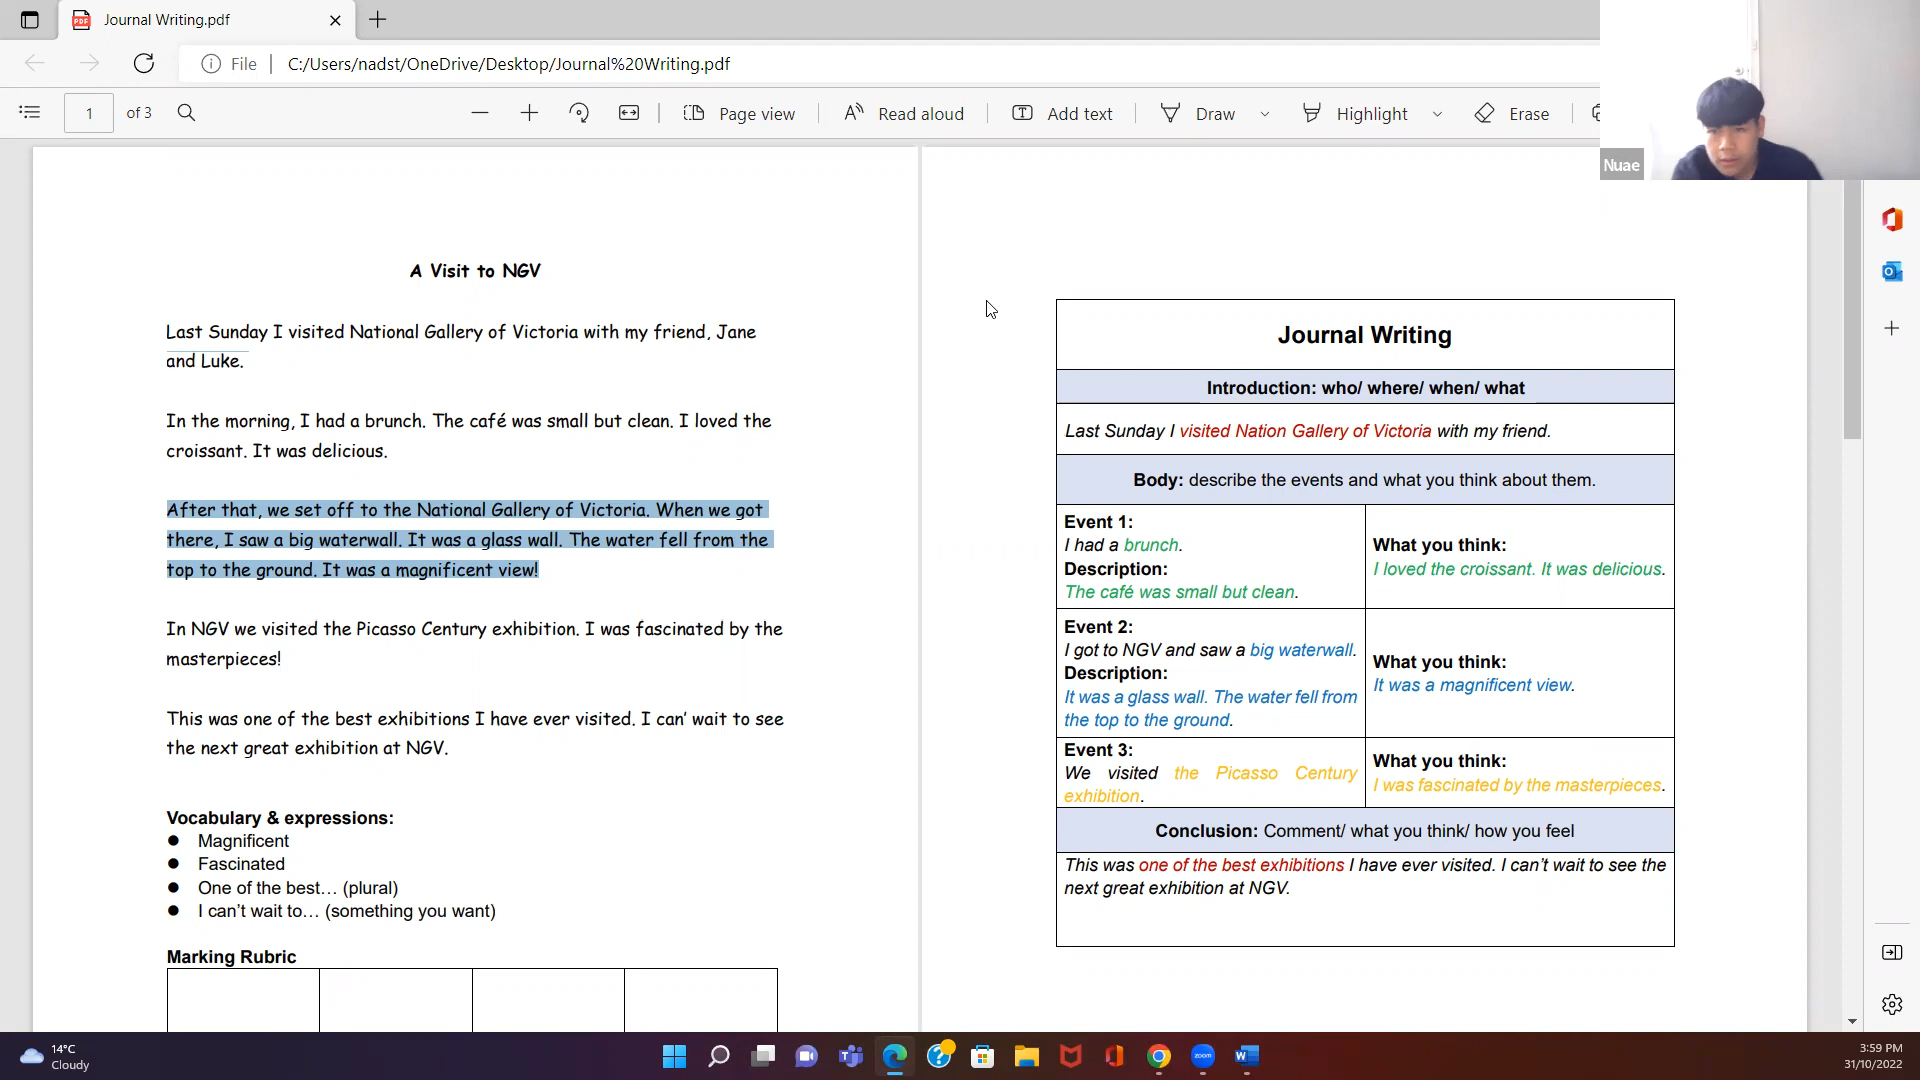 Journal Writing.pdf
File
C:/Users/nadst/OneDrive/Desktop/Journal%20Writing.pdf
1 of 3
Page view
Read aloud
Add text
Draw
Highlight
Erase
Nuae
A Visit to NGV
Last Sunday I visited National Gallery of Victoria with my friend, Jane
and Luke.
In the morning, I had a brunch. The café was small but clean. I loved the
croissant. It was delicious.
After that, we set off to the National Gallery of Victoria. When we got
there, I saw a big waterwall. It was a glass wall. The water fell from the
top to the ground. It was a magnificent view!
In NGV we visited the Picasso Century exhibition. I was fascinated by the
masterpieces!
This was one of the best exhibitions I have ever visited. I can' wait to see
the next great exhibition at NGV.
Vocabulary & expressions:
● Magnificent
● Fascinated
● One of the best… (plural)
● I can't wait to… (something you want)
Marking Rubric
Journal Writing
Introduction: who/ where/ when/ what
Last Sunday I visited Nation Gallery of Victoria with my friend.
Body: describe the events and what you think about them.
Event 1:
I had a brunch.
Description:
The café was small but clean.
What you think:
I loved the croissant. It was delicious.
Event 2:
I got to NGV and saw a big waterwall.
Description:
It was a glass wall. The water fell from
the top to the ground.
What you think:
It was a magnificent view.
Event 3:
We visited the Picasso Century
exhibition.
What you think:
I was fascinated by the masterpieces.
Conclusion: Comment/ what you think/ how you feel
This was one of the best exhibitions I have ever visited. I can't wait to see the
next great exhibition at NGV.
14°C
Cloudy
zoom
3:59 PM
31/10/2022